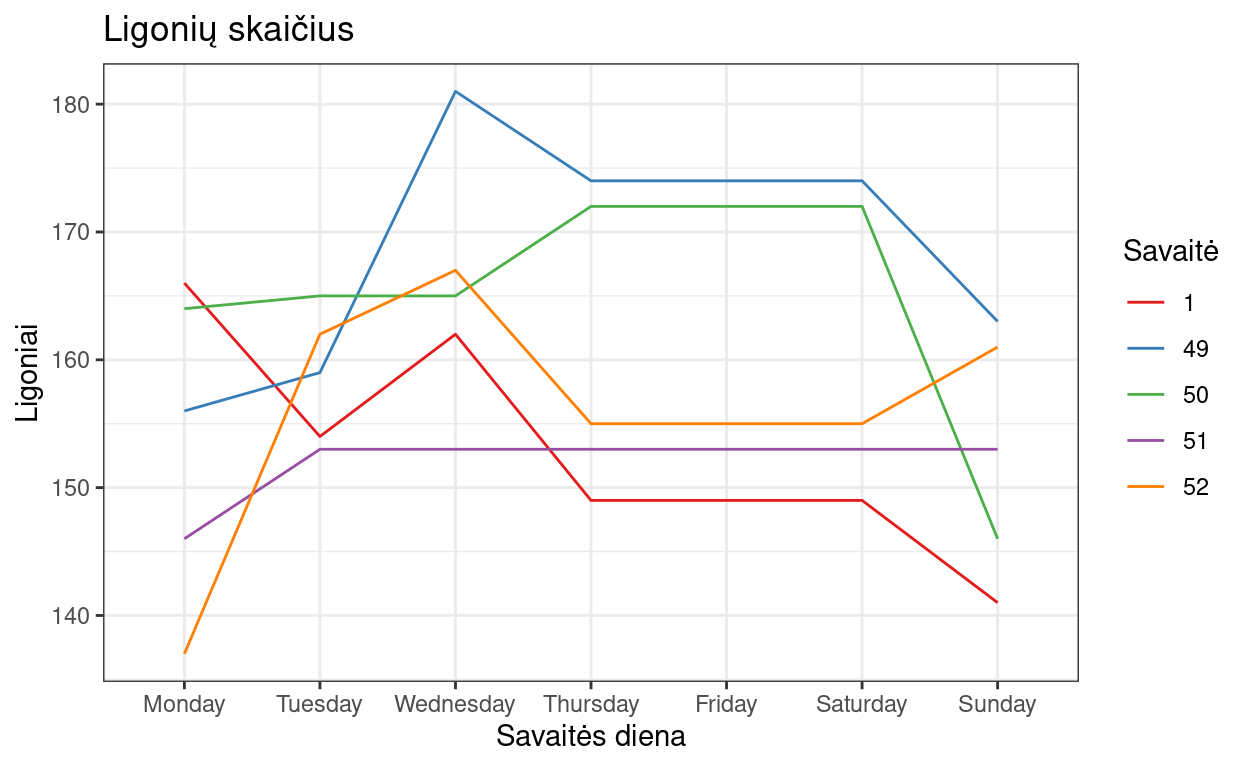 Ligonių skaičius
180
170
160
150
140
Ligoniai
Monday Tuesday Wednesday Thursday Friday Saturday Sunday
Savaitės diena
Savaitė
1
49
50
51
52